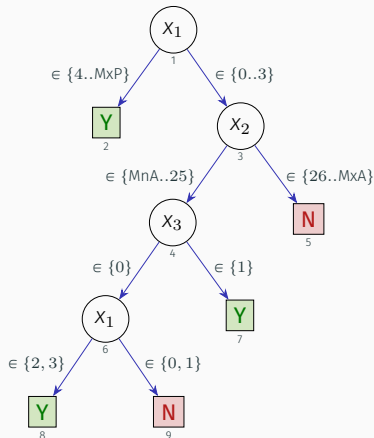 X₁
1
∈ {4..MxP} ∈ {0..3}
Y
2
X₂
3
∈ {MnA..25} ∈ {26..MxA}
X₃
4
N
5
∈ {0} ∈ {1}
X₁
6
Y
7
∈ {2, 3} ∈ {0, 1}
Y
8
N
9